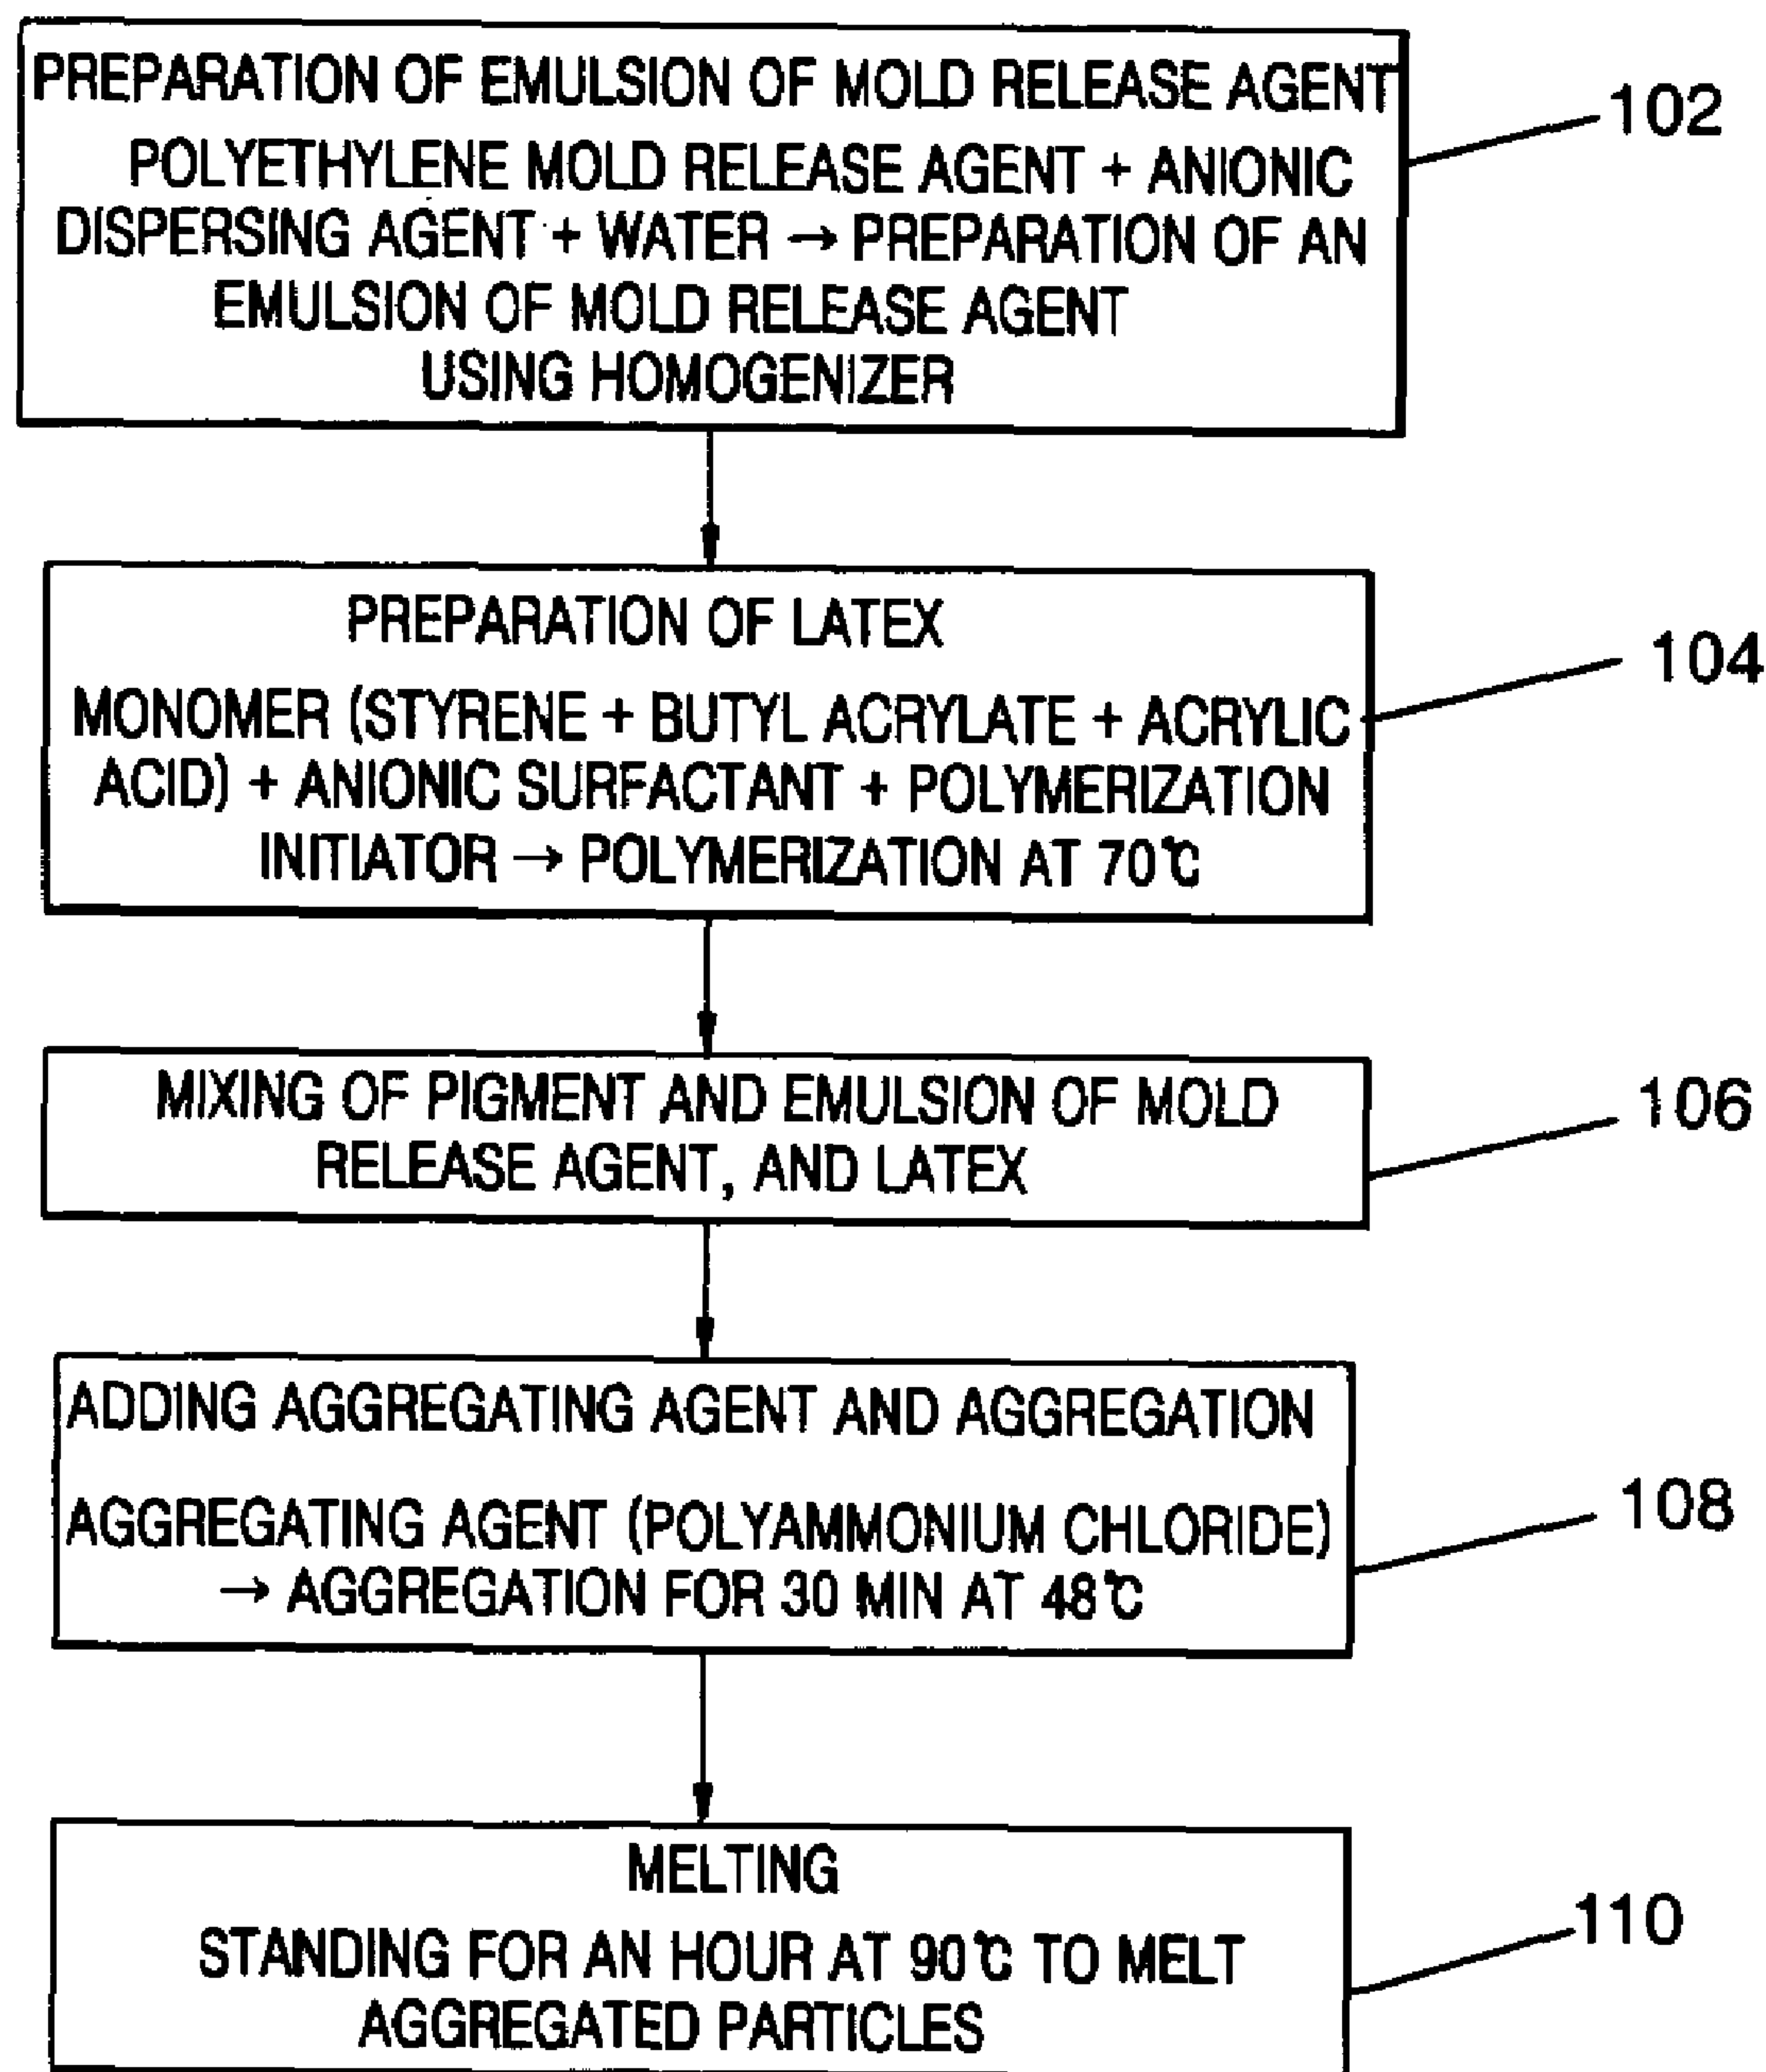 PREPARATION OF EMULSION OF MOLD RELEASE AGENT
POLYETHYLENE MOLD RELEASE AGENT + ANIONIC
DISPERSING AGENT + WATER → PREPARATION OF AN
EMULSION OF MOLD RELEASE AGENT
USING HOMOGENIZER
102
PREPARATION OF LATEX
MONOMER (STYRENE + BUTYL ACRYLATE + ACRYLIC
ACID) + ANIONIC SURFACTANT + POLYMERIZATION
INITIATOR → POLYMERIZATION AT 70℃
104
MIXING OF PIGMENT AND EMULSION OF MOLD
RELEASE AGENT, AND LATEX
106
ADDING AGGREGATING AGENT AND AGGREGATION
AGGREGATING AGENT (POLYAMMONIUM CHLORIDE)
→ AGGREGATION FOR 30 MIN AT 48℃
108
MELTING
STANDING FOR AN HOUR AT 90℃ TO MELT
AGGREGATED PARTICLES
110